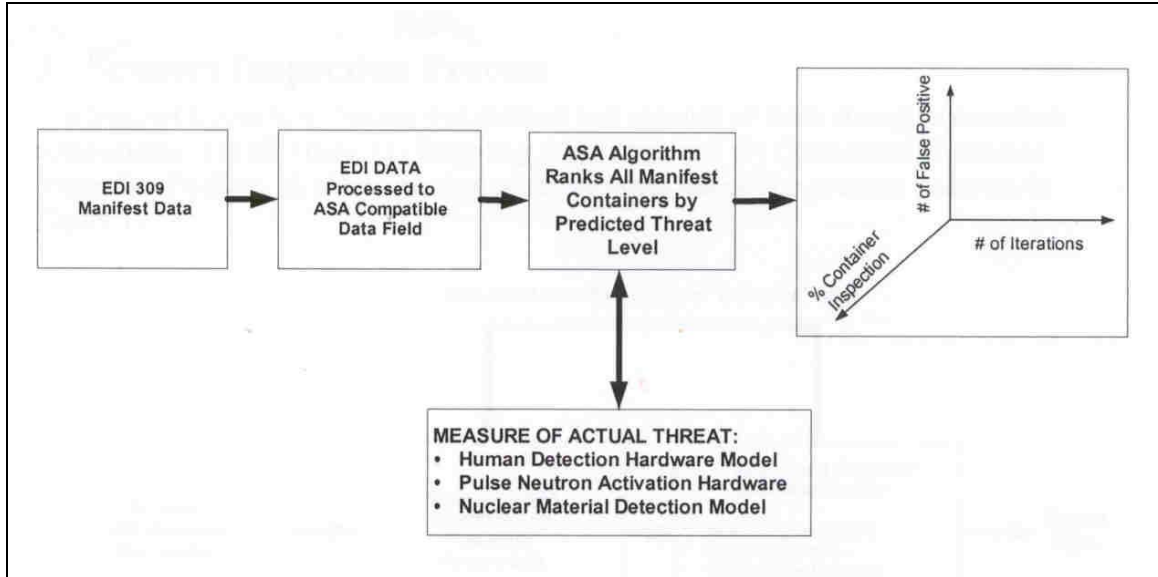 EDI 309
Manifest Data
EDI DATA
Processed to
ASA Compatible
Data Field
ASA Algorithm
Ranks All Manifest
Containers by
Predicted Threat
Level
# of False Positive
# of Iterations
% Container
Inspection
MEASURE OF ACTUAL THREAT:
• Human Detection Hardware Model
• Pulse Neutron Activation Hardware
• Nuclear Material Detection Model